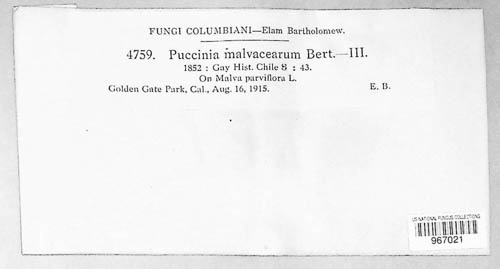 FUNGI COLUMBIANI—Elam Bartholomew.
4759. Puccinia malvacearum Bert.—III.
1852 : Gay Hist. Chile 8 : 43.
On Malva parviflora L.
Golden Gate Park, Cal., Aug. 16, 1915. E. B.
US NATIONAL FUNGUS COLLECTIONS
967021